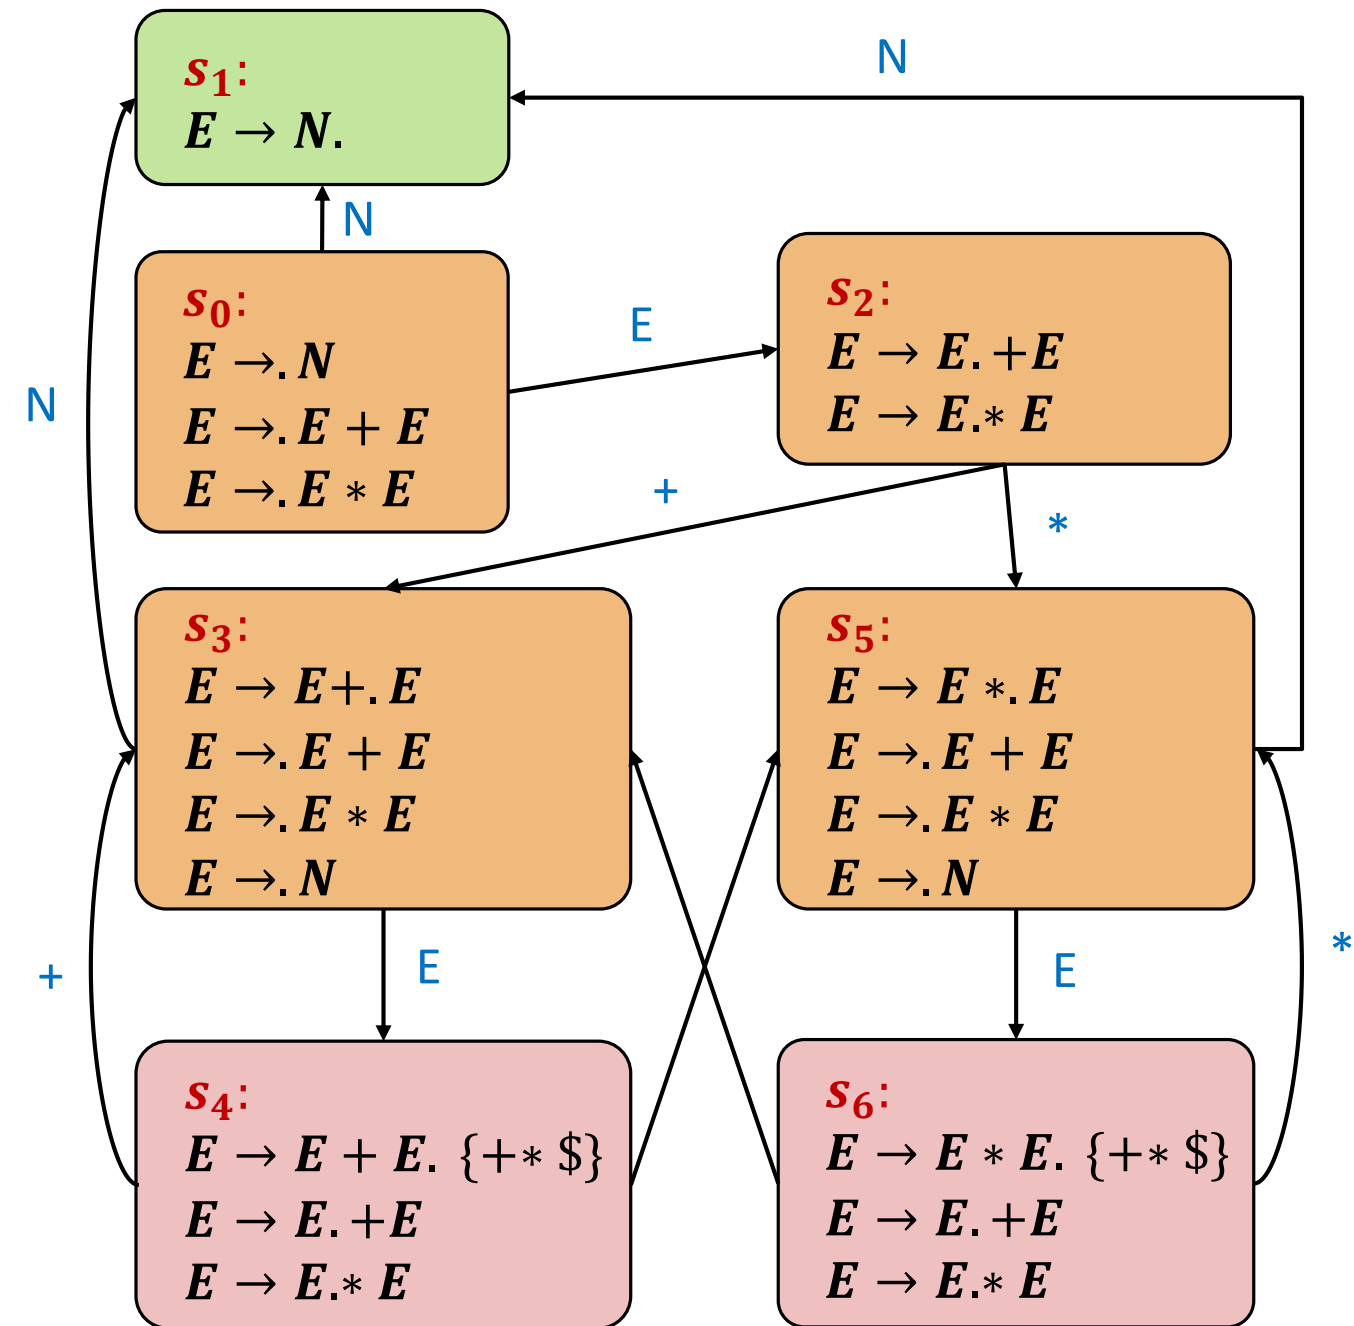 N
s₁:
E → N.
N
s₀:
E →. N
E →. E + E
E →. E * E
E
s₂:
E → E. +E
E → E.* E
N
+
*
s₃:
E → E+. E
E →. E + E
E →. E * E
E →. N
s₅:
E → E *. E
E →. E + E
E →. E * E
E →. N
+
E
E
*
s₄:
E → E + E. {+* $}
E → E. +E
E → E.* E
s₆:
E → E * E. {+* $}
E → E. +E
E → E.* E